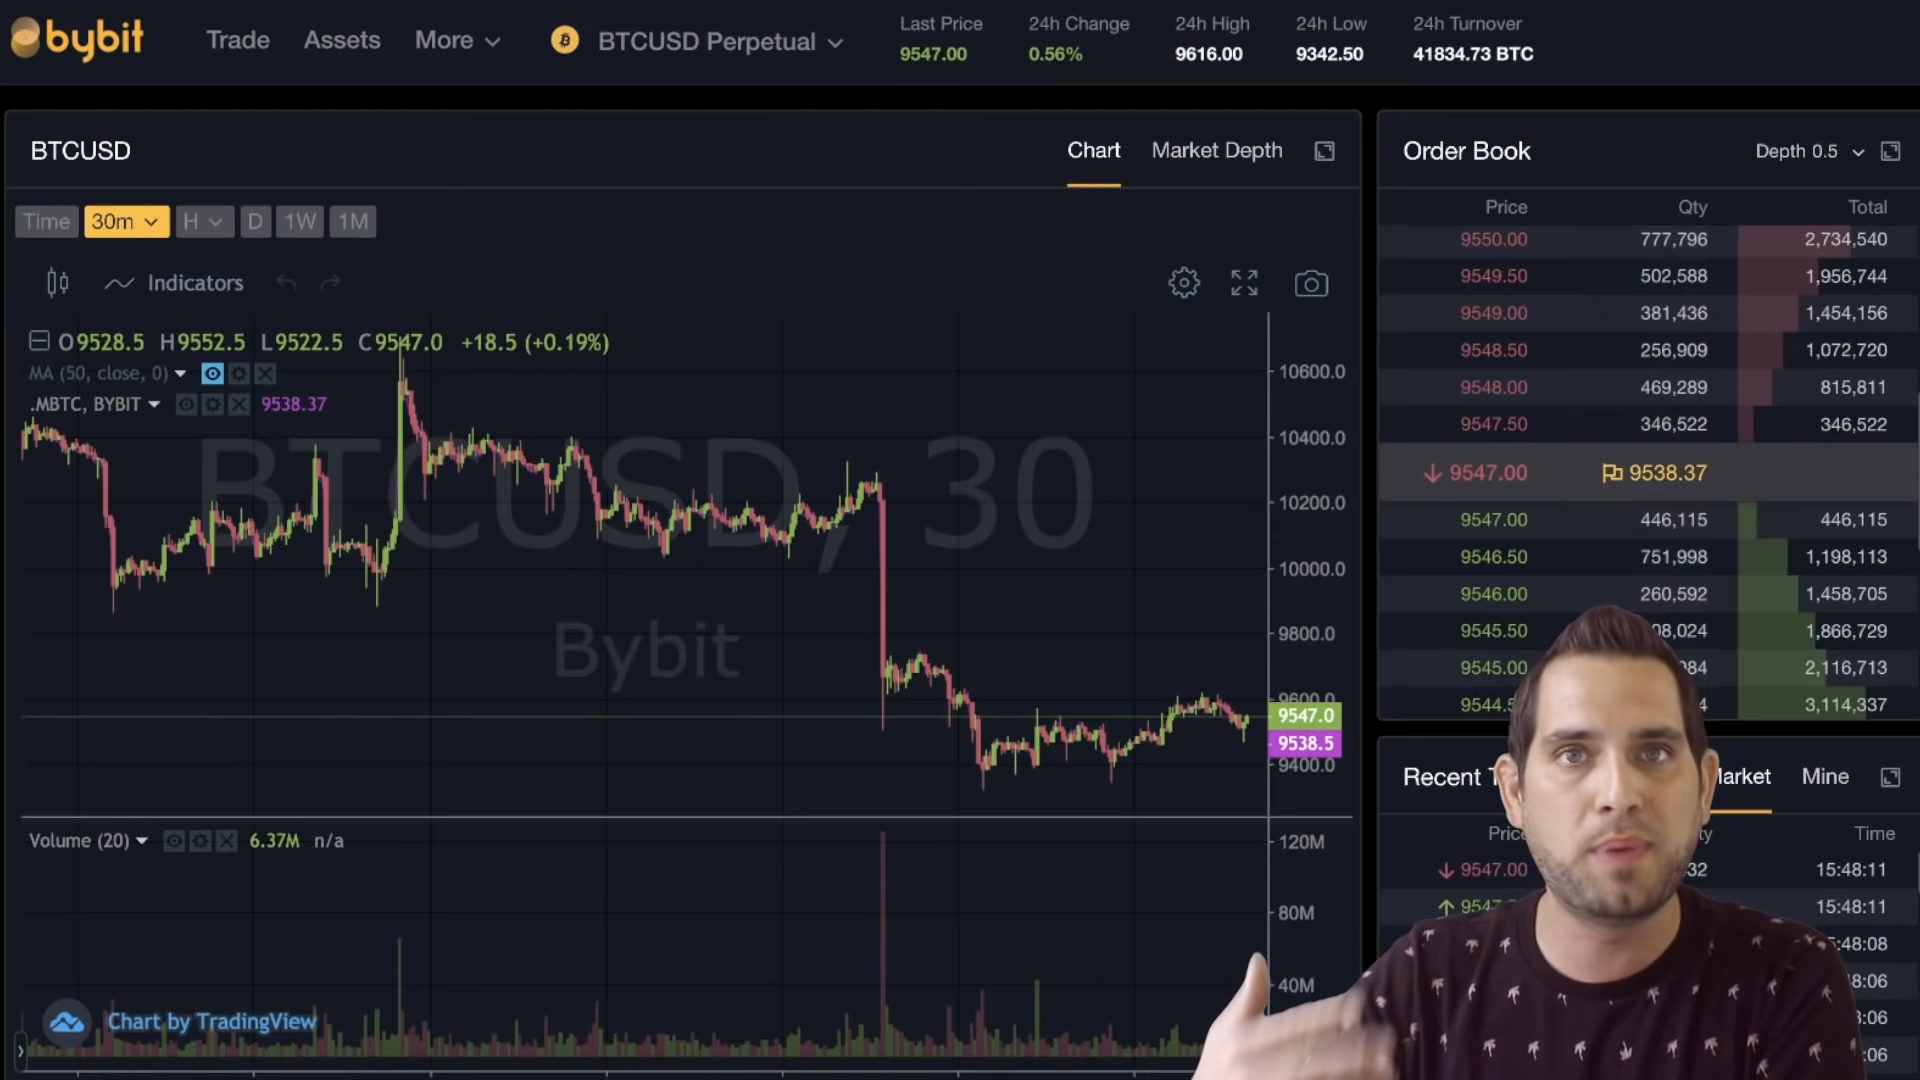 bybit Trade Assets More BTCUSD Perpetual
Last Price 24h Change 24h High 24h Low 24h Turnover
9547.00 0.56% 9616.00 9342.50 41834.73 BTC
BTCUSD Chart Market Depth
Time 30m H D 1W 1M
Indicators
O9528.5 H9552.5 L9522.5 C9547.0 +18.5 (+0.19%)
MA (50, close, 0)
.MBTC, BYBIT 9538.37
BTCUSD, 30
Bybit
10600.0
10400.0
10200.0
10000.0
9800.0
9600.0
9547.0
9538.5
9400.0
Volume (20) 6.37M n/a
120M
80M
40M
Chart by TradingView
Order Book Depth 0.5
Price Qty Total
9550.00 777,796 2,734,540
9549.50 502,588 1,956,744
9549.00 381,436 1,454,156
9548.50 256,909 1,072,720
9548.00 469,289 815,811
9547.50 346,522 346,522
9547.00 9538.37
9547.00 446,115 446,115
9546.50 751,998 1,198,113
9546.00 260,592 1,458,705
9545.50 1,866,729
9545.00 2,116,713
3,114,337
Recent Market Mine
Price Time
9547.00 15:48:11
15:48:11